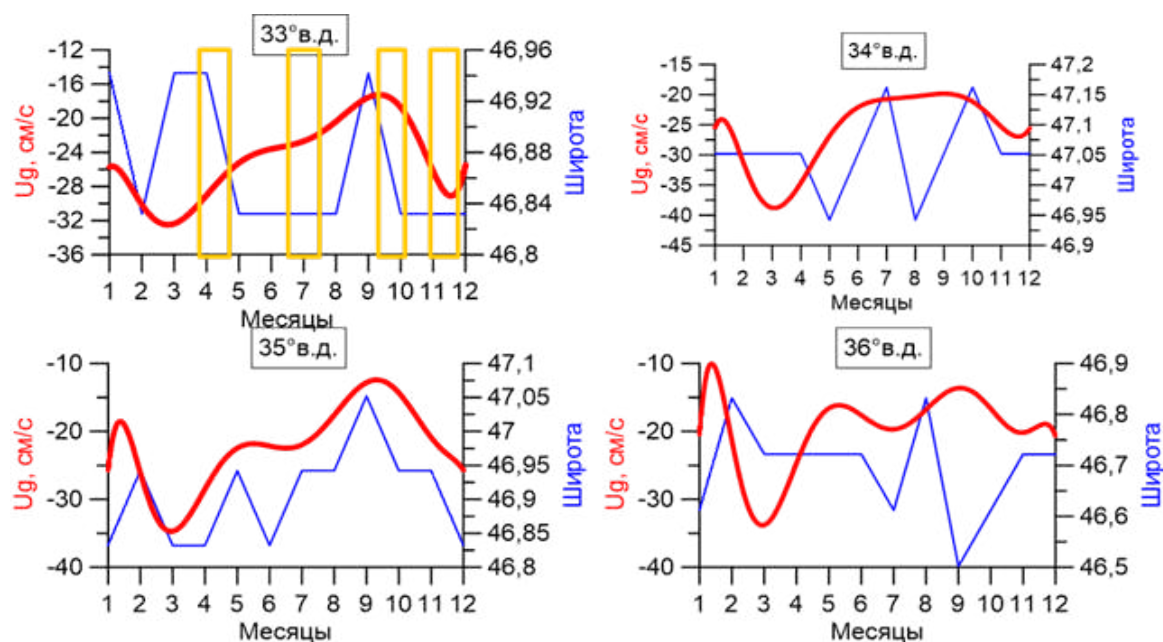 33°в.д.
Ug, см/с
-12
-16
-20
-24
-28
-32
-36
46,96
46,92
46,88
46,84
46,8
Широта
1 2 3 4 5 6 7 8 9 10 11 12
Месяцы
34°в.д.
Ug, см/с
-15
-20
-25
-30
-35
-40
-45
47,2
47,15
47,1
47,05
47
46,95
46,9
Широта
1 2 3 4 5 6 7 8 9 10 11 12
Месяцы
35°в.д.
Ug, см/с
-10
-20
-30
-40
47,1
47,05
47
46,95
46,9
46,85
46,8
Широта
1 2 3 4 5 6 7 8 9 10 11 12
Месяцы
36°в.д.
Ug, см/с
-10
-20
-30
-40
46,9
46,8
46,7
46,6
46,5
Широта
1 2 3 4 5 6 7 8 9 10 11 12
Месяцы